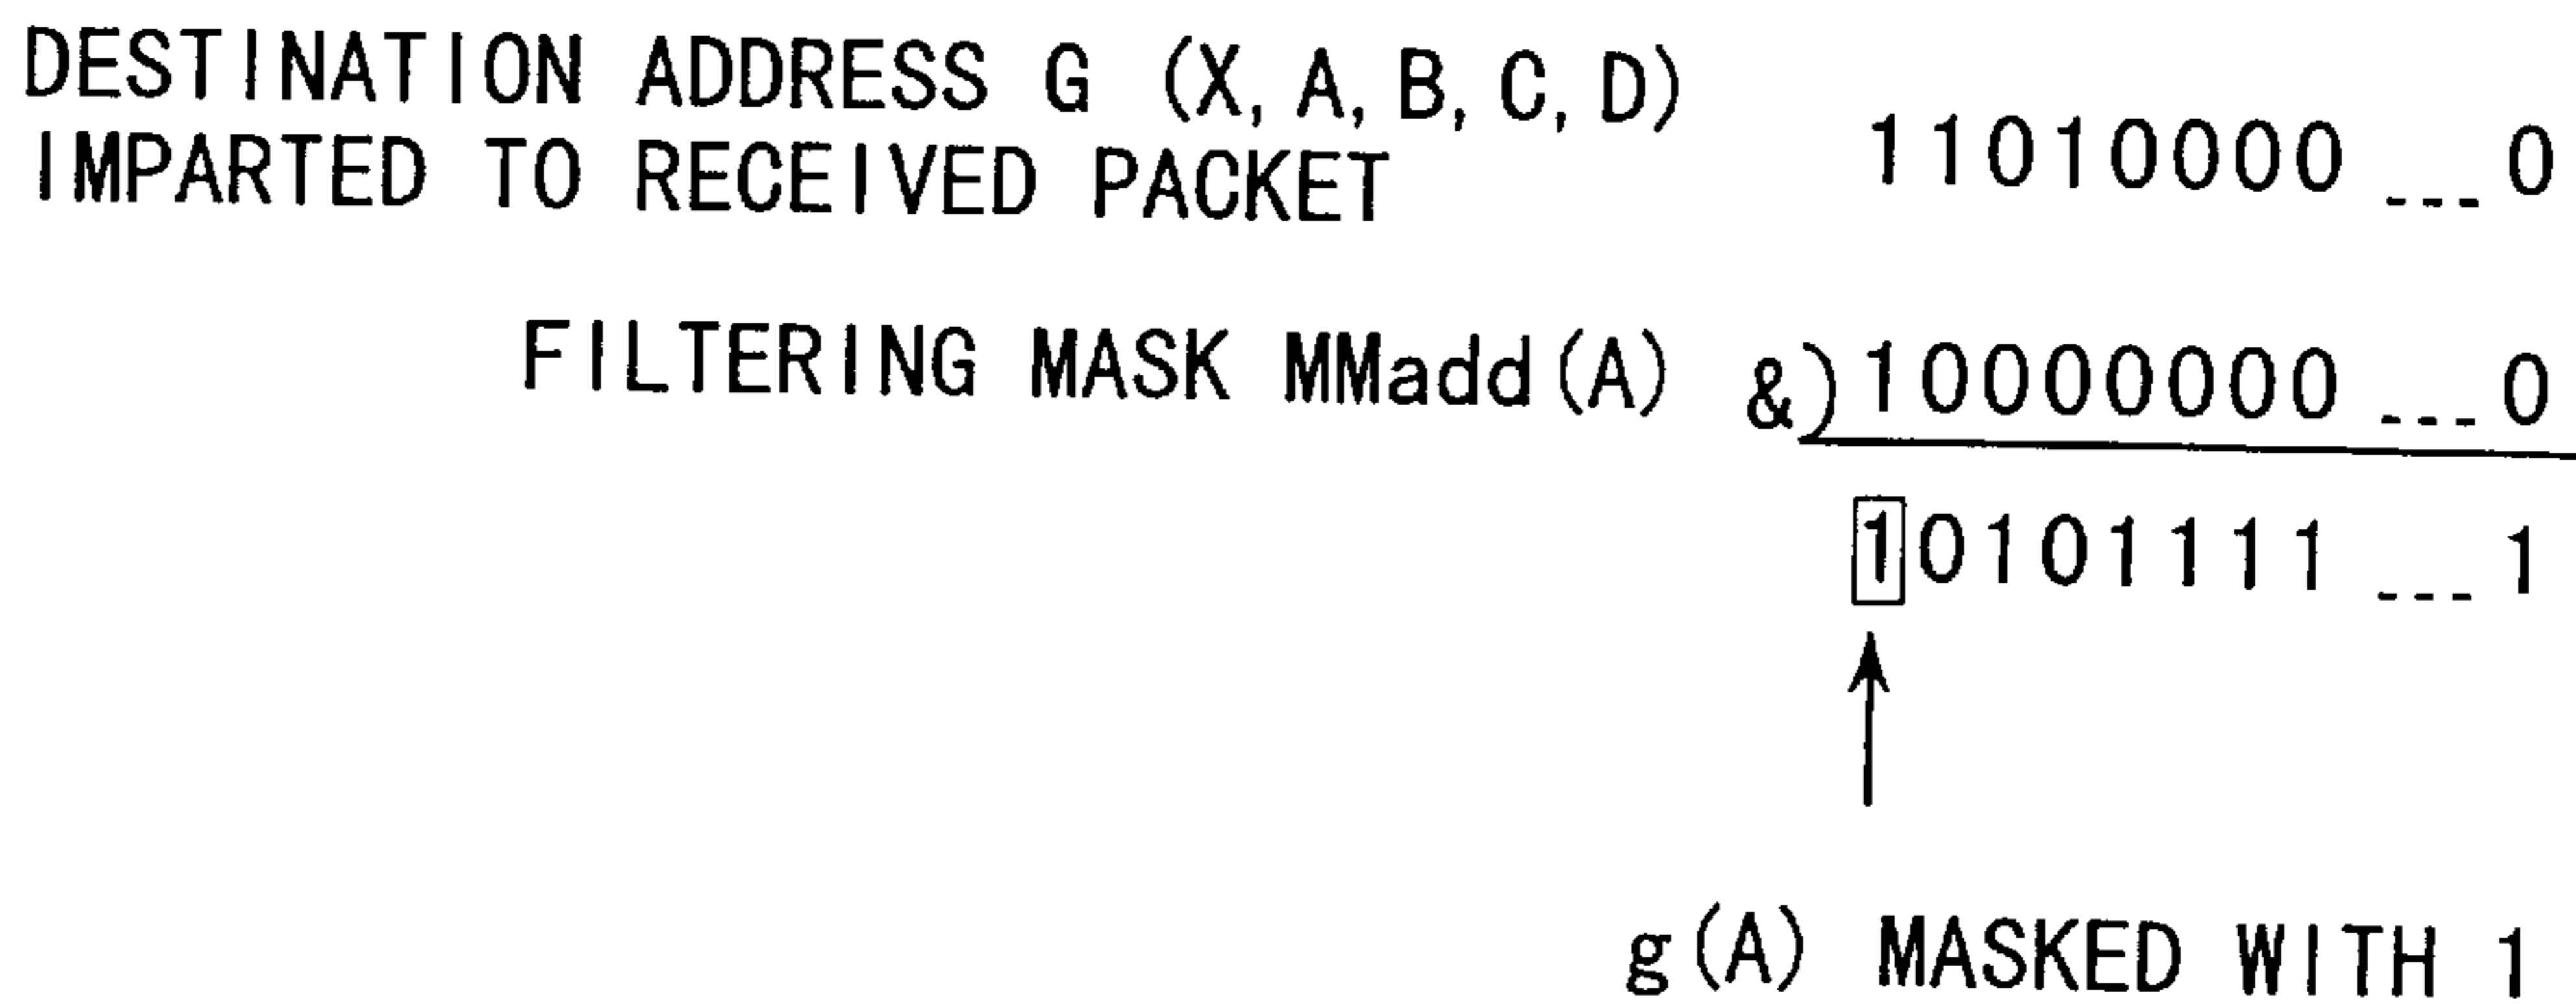 DESTINATION ADDRESS G (X, A, B, C, D)
IMPARTED TO RECEIVED PACKET 11010000 --- 0
FILTERING MASK MMadd(A) &) 10000000 --- 0
10101111 --- 1
g(A) MASKED WITH 1